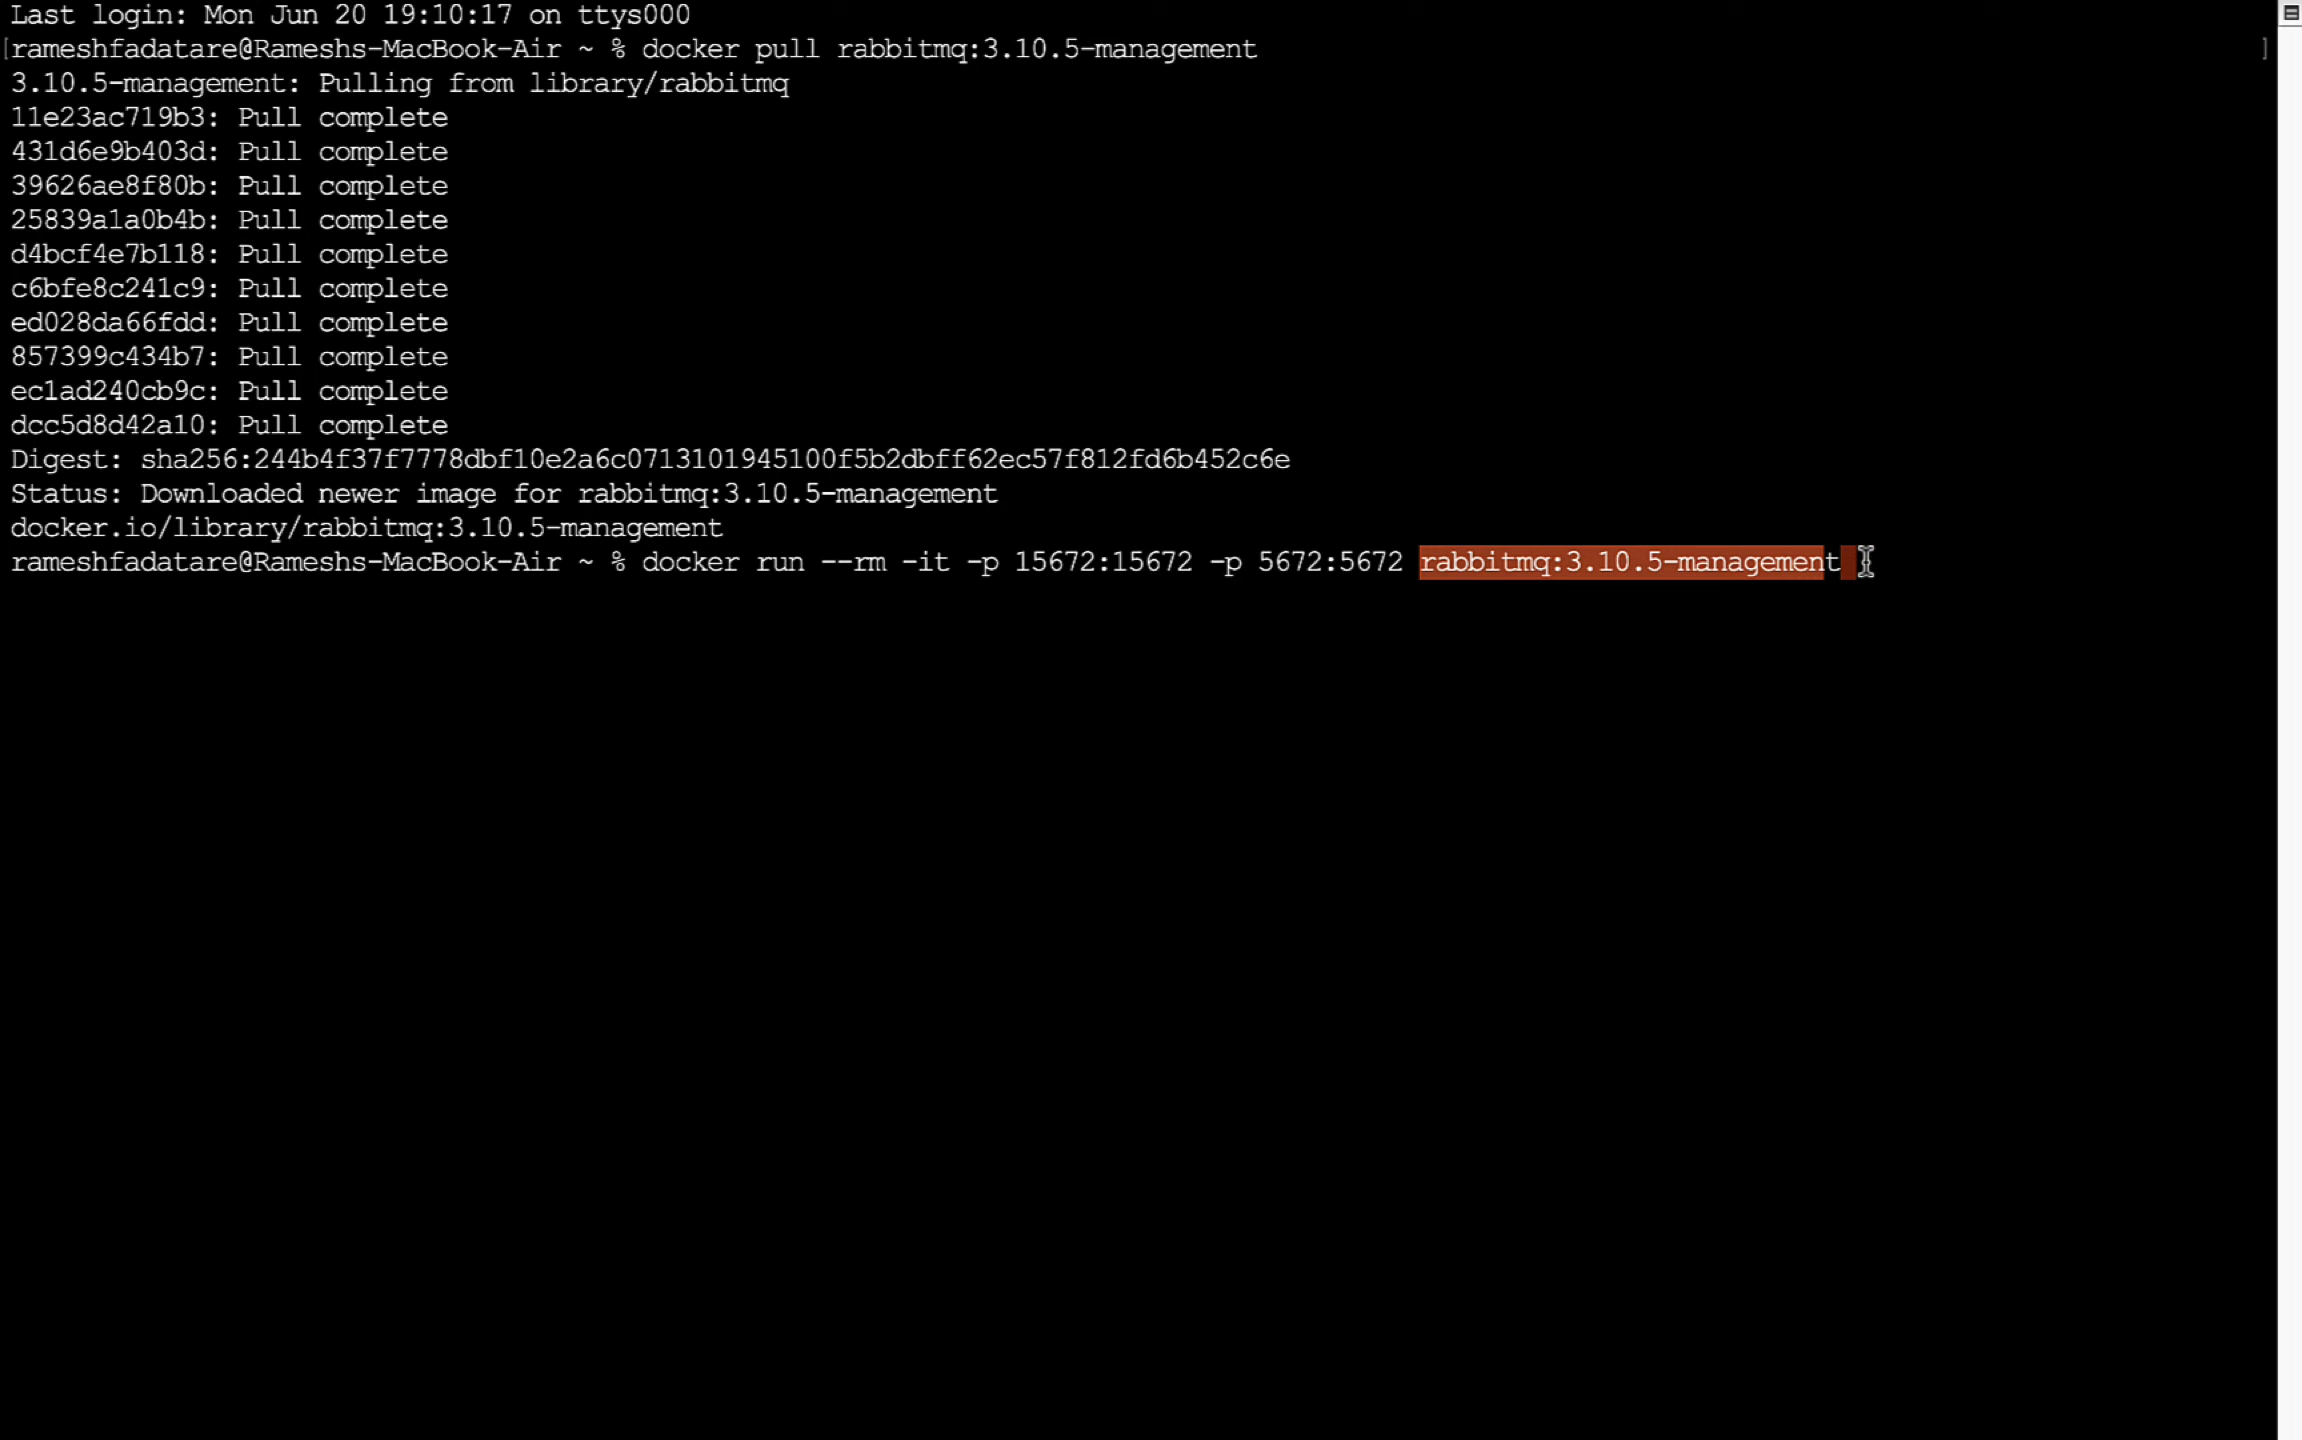 Last login: Mon Jun 20 19:10:17 on ttys000
[rameshfadatare@Rameshs-MacBook-Air ~ % docker pull rabbitmq:3.10.5-management ]
3.10.5-management: Pulling from library/rabbitmq
11e23ac719b3: Pull complete
431d6e9b403d: Pull complete
39626ae8f80b: Pull complete
25839a1a0b4b: Pull complete
d4bcf4e7b118: Pull complete
c6bfe8c241c9: Pull complete
ed028da66fdd: Pull complete
857399c434b7: Pull complete
ec1ad240cb9c: Pull complete
dcc5d8d42a10: Pull complete
Digest: sha256:244b4f37f7778dbf10e2a6c0713101945100f5b2dbff62ec57f812fd6b452c6e
Status: Downloaded newer image for rabbitmq:3.10.5-management
docker.io/library/rabbitmq:3.10.5-management
rameshfadatare@Rameshs-MacBook-Air ~ % docker run --rm -it -p 15672:15672 -p 5672:5672 rabbitmq:3.10.5-management